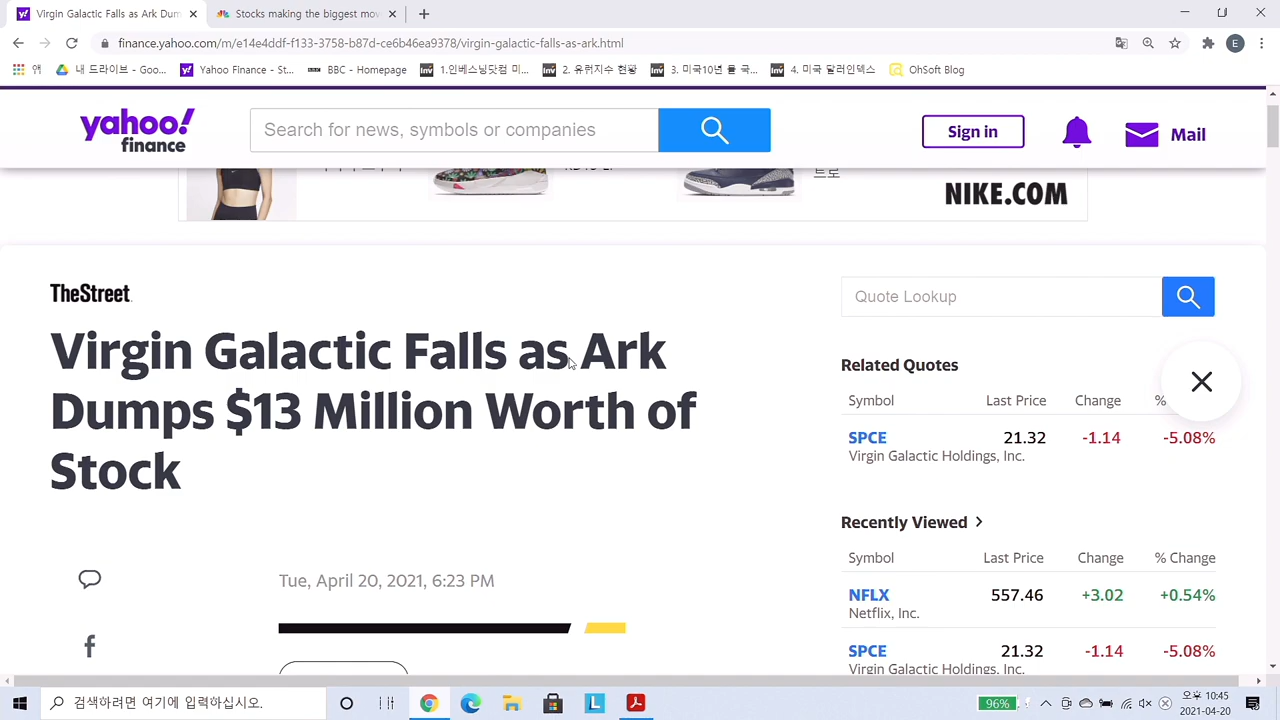 Virgin Galactic Falls as Ark Dum
Stocks making the biggest mov
finance.yahoo.com/m/e14e4ddf-f133-3758-b87d-ce6b46ea9378/virgin-galactic-falls-as-ark.html
E
앱
내 드라이브 - Goo...
Yahoo Finance - St...
BBC - Homepage
1.인베스닝닷컴 미...
2. 유럽지수 현황
3. 미국10년 물 국...
4. 미국 달러인덱스
OhSoft Blog
yahoo!
finance
Search for news, symbols or companies
Sign in
Mail
트로
NIKE.COM
TheStreet
Quote Lookup
Virgin Galactic Falls as Ark
Dumps $13 Million Worth of
Stock
Related Quotes
Symbol Last Price Change %
SPCE 21.32 -1.14 -5.08%
Virgin Galactic Holdings, Inc.
Recently Viewed >
Symbol Last Price Change % Change
Tue, April 20, 2021, 6:23 PM
NFLX 557.46 +3.02 +0.54%
Netflix, Inc.
SPCE 21.32 -1.14 -5.08%
Virgin Galactic Holdings, Inc.
검색하려면 여기에 입력하십시오.
96%
오후 10:45
2021-04-20